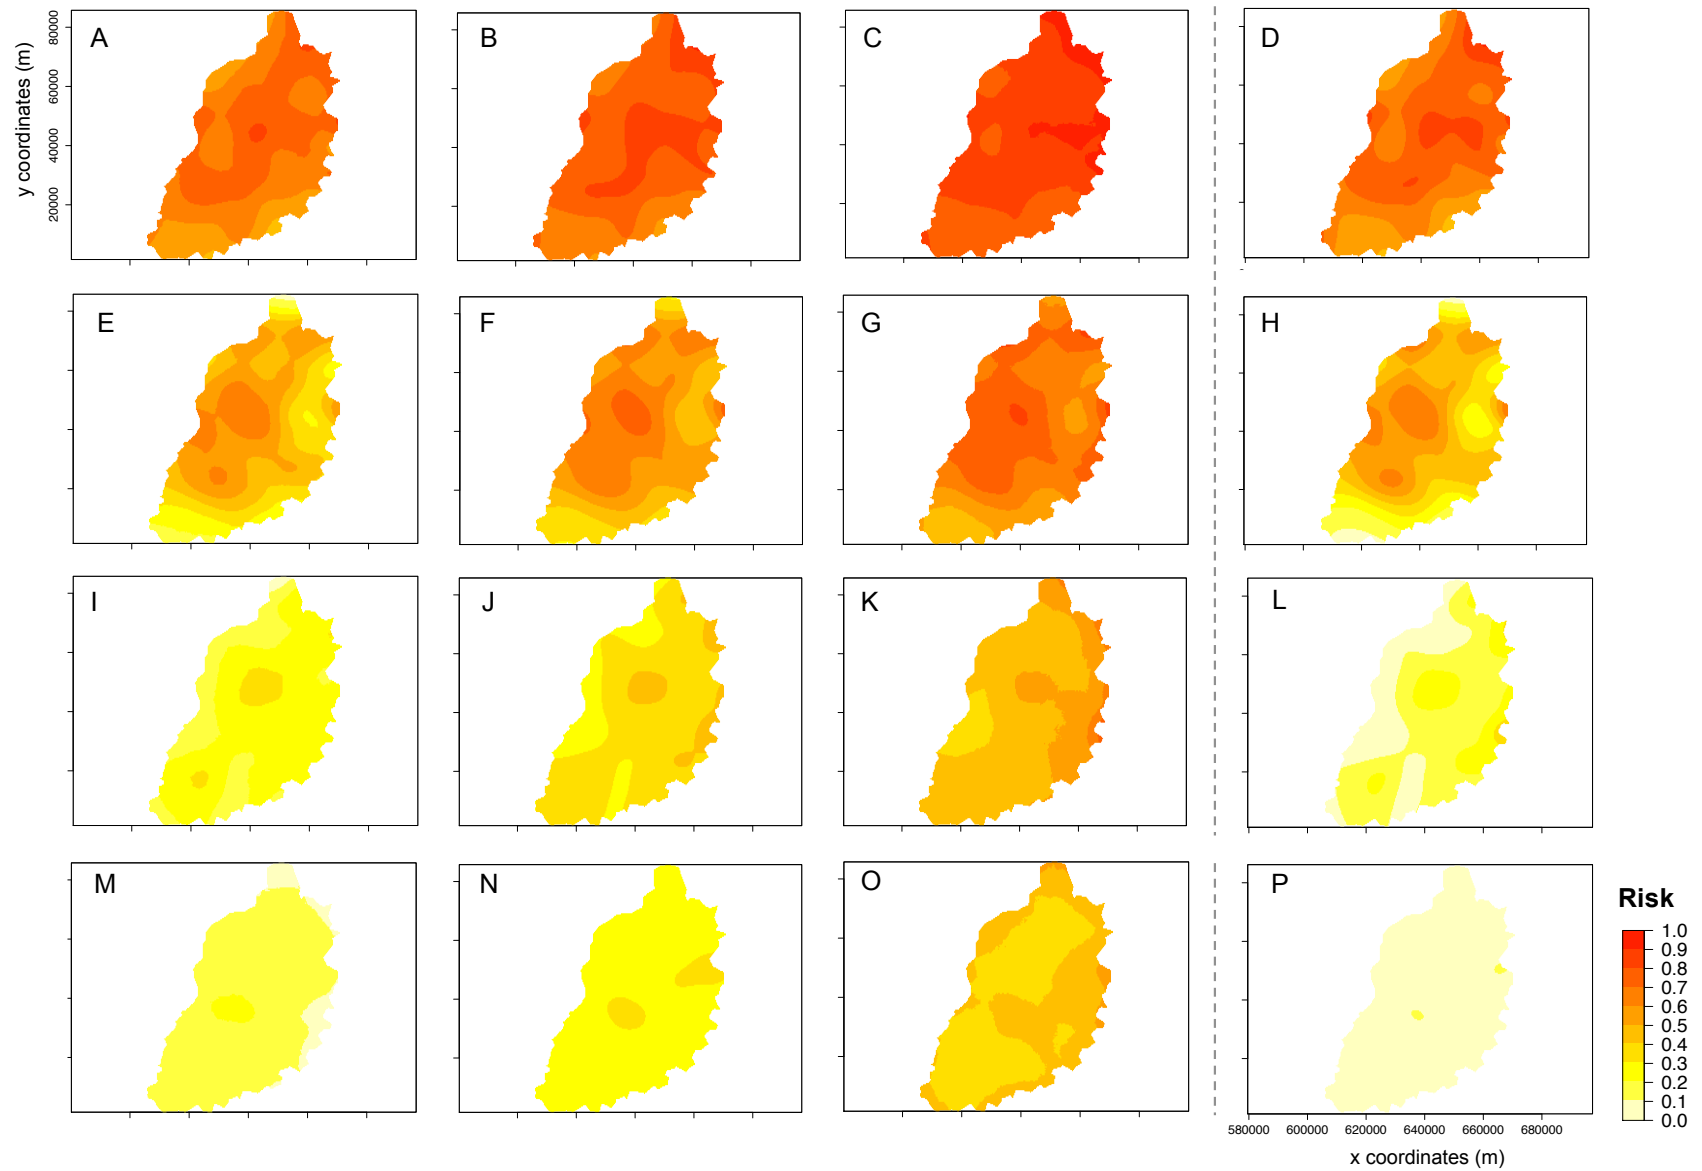 A
B
C
D
y coordinates (m)
80000
60000
40000
20000
E
F
G
H
I
J
K
L
M
N
O
P
Risk
1.0
0.9
0.8
0.7
0.6
0.5
0.4
0.3
0.2
0.1
0.0
580000 600000 620000 640000 660000 680000
x coordinates (m)